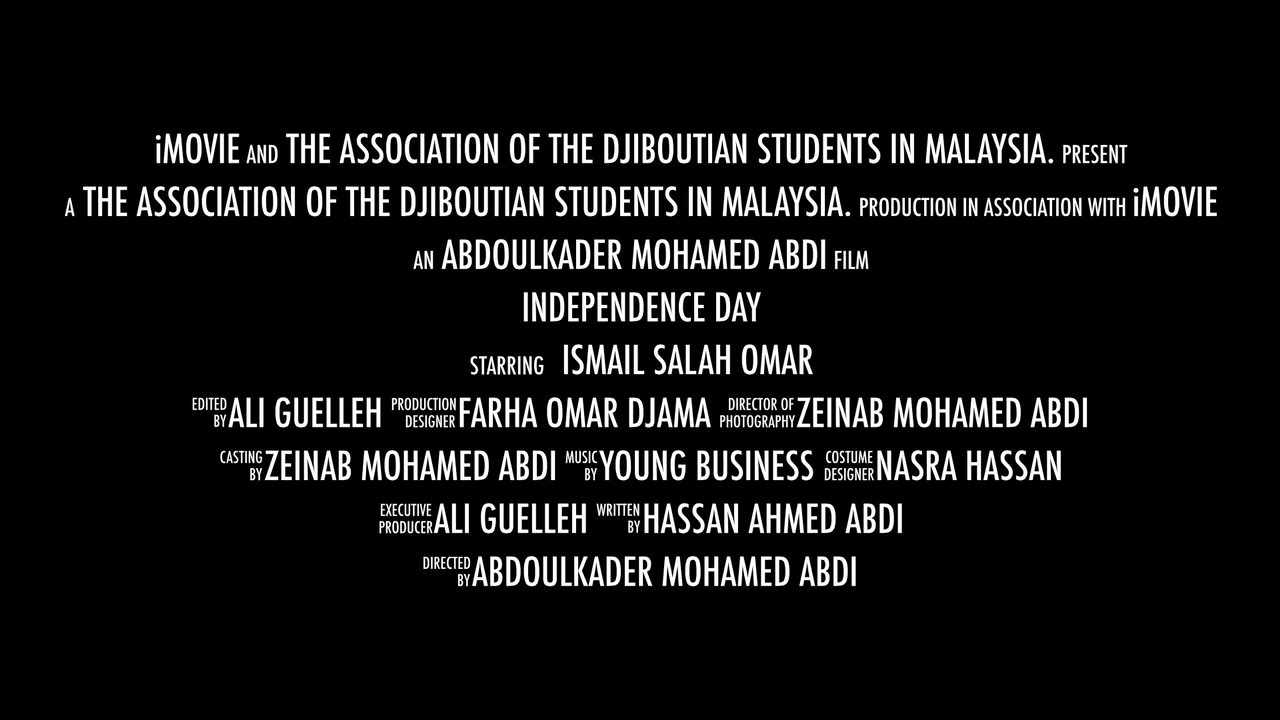 iMOVIE AND THE ASSOCIATION OF THE DJIBOUTIAN STUDENTS IN MALAYSIA. PRESENT
A THE ASSOCIATION OF THE DJIBOUTIAN STUDENTS IN MALAYSIA. PRODUCTION IN ASSOCIATION WITH iMOVIE
AN ABDOULKADER MOHAMED ABDI FILM
INDEPENDENCE DAY
STARRING ISMAIL SALAH OMAR
EDITED BY ALI GUELLEH PRODUCTION DESIGNER FARHA OMAR DJAMA DIRECTOR OF PHOTOGRAPHY ZEINAB MOHAMED ABDI
CASTING BY ZEINAB MOHAMED ABDI MUSIC BY YOUNG BUSINESS COSTUME DESIGNER NASRA HASSAN
EXECUTIVE PRODUCER ALI GUELLEH WRITTEN BY HASSAN AHMED ABDI
DIRECTED BY ABDOULKADER MOHAMED ABDI